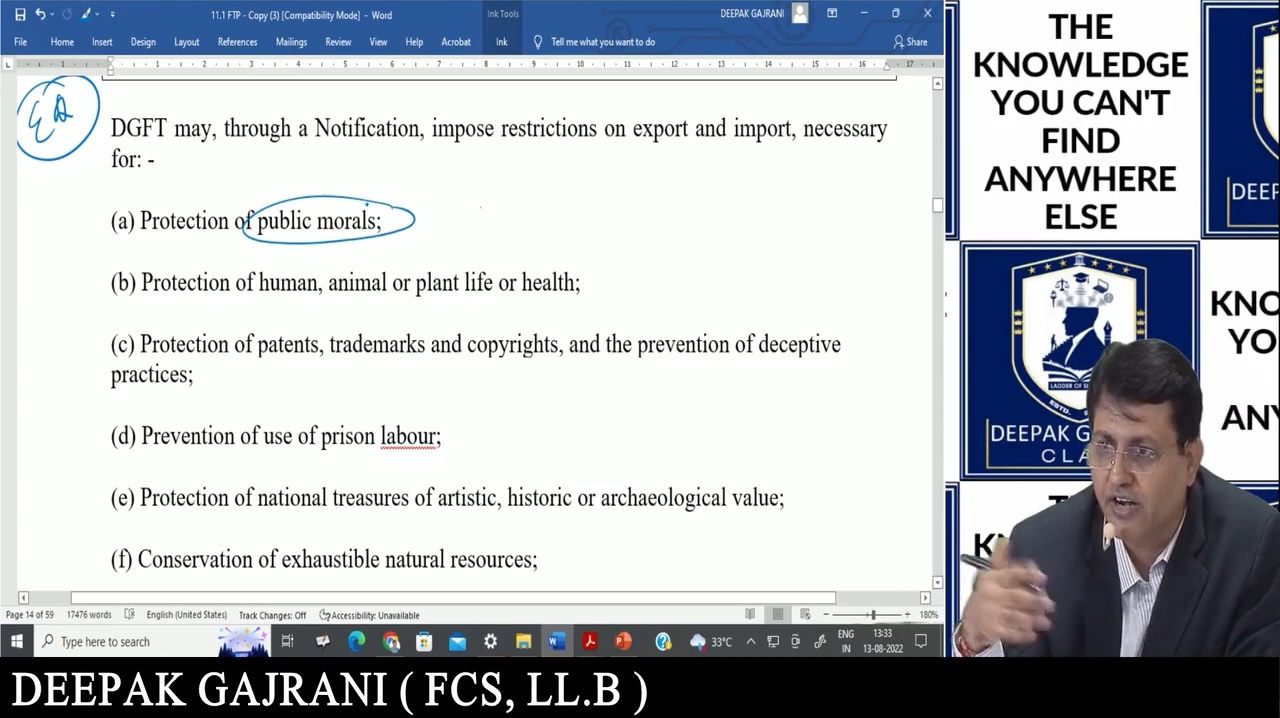 11.1 FTP - Copy (3) [Compatibility Mode] - Word
Ink Tools
DEEPAK GAJRANI
File Home Insert Design Layout References Mailings Review View Help Acrobat Ink Tell me what you want to do Share
DGFT may, through a Notification, impose restrictions on export and import, necessary
for: -
(a) Protection of public morals;
(b) Protection of human, animal or plant life or health;
(c) Protection of patents, trademarks and copyrights, and the prevention of deceptive
practices;
(d) Prevention of use of prison labour;
(e) Protection of national treasures of artistic, historic or archaeological value;
(f) Conservation of exhaustible natural resources;
Page 14 of 59 17476 words English (United States) Track Changes: Off Accessibility: Unavailable 180%
Type here to search
33°C
ENG
IN
13:33
13-08-2022
THE
KNOWLEDGE
YOU CAN'T
FIND
ANYWHERE
ELSE
DEEP
DEEPAK G
CLA
KNO
YO
ANY
DEEPAK GAJRANI ( FCS, LL.B )